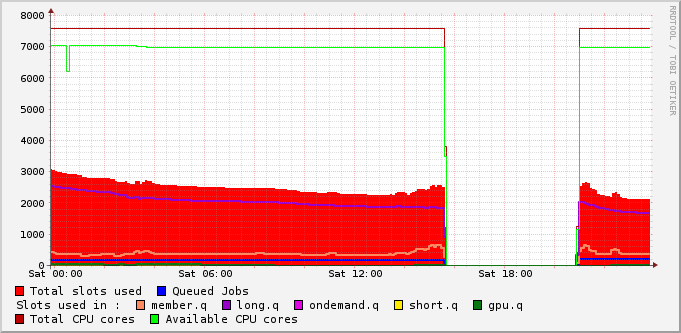 8000
7000
6000
5000
4000
3000
2000
1000
0
Sat 00:00 Sat 06:00 Sat 12:00 Sat 18:00
Total slots used Queued Jobs
Slots used in : member.q long.q ondemand.q short.q gpu.q
Total CPU cores Available CPU cores
RRDTOOL / TOBI OETIKER